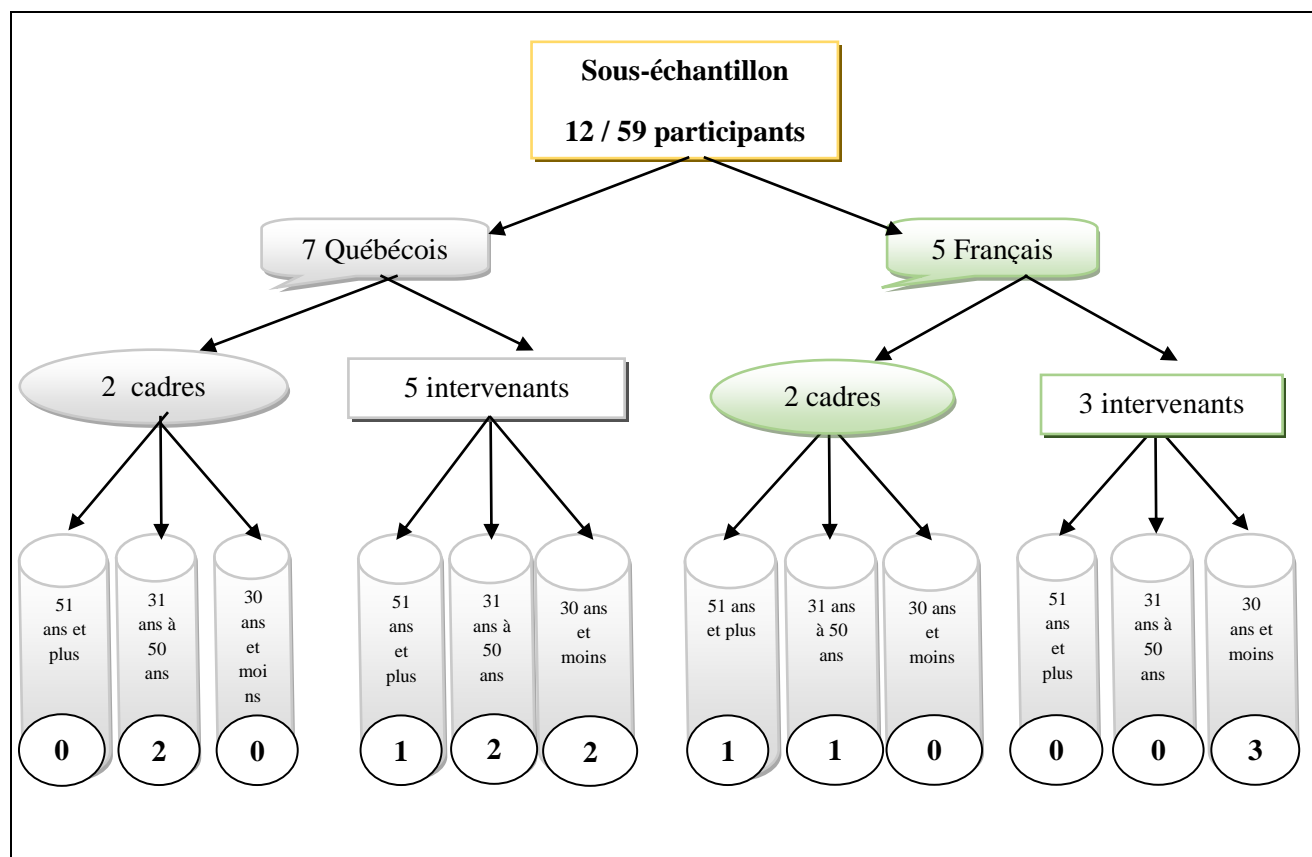 Sous-échantillon
12 / 59 participants
7 Québécois
5 Français
2 cadres
5 intervenants
2 cadres
3 intervenants
51
ans et
plus
31
ans à
50
ans
30
ans
et
moi
ns
51
ans
et
plus
31
ans à
50
ans
30 ans
et
moins
51 ans
et plus
31 ans
à 50
ans
30 ans
et
moins
51
ans
et
plus
31
ans à
50
ans
30
ans et
moins
0
2
0
1
2
2
1
1
0
0
0
3